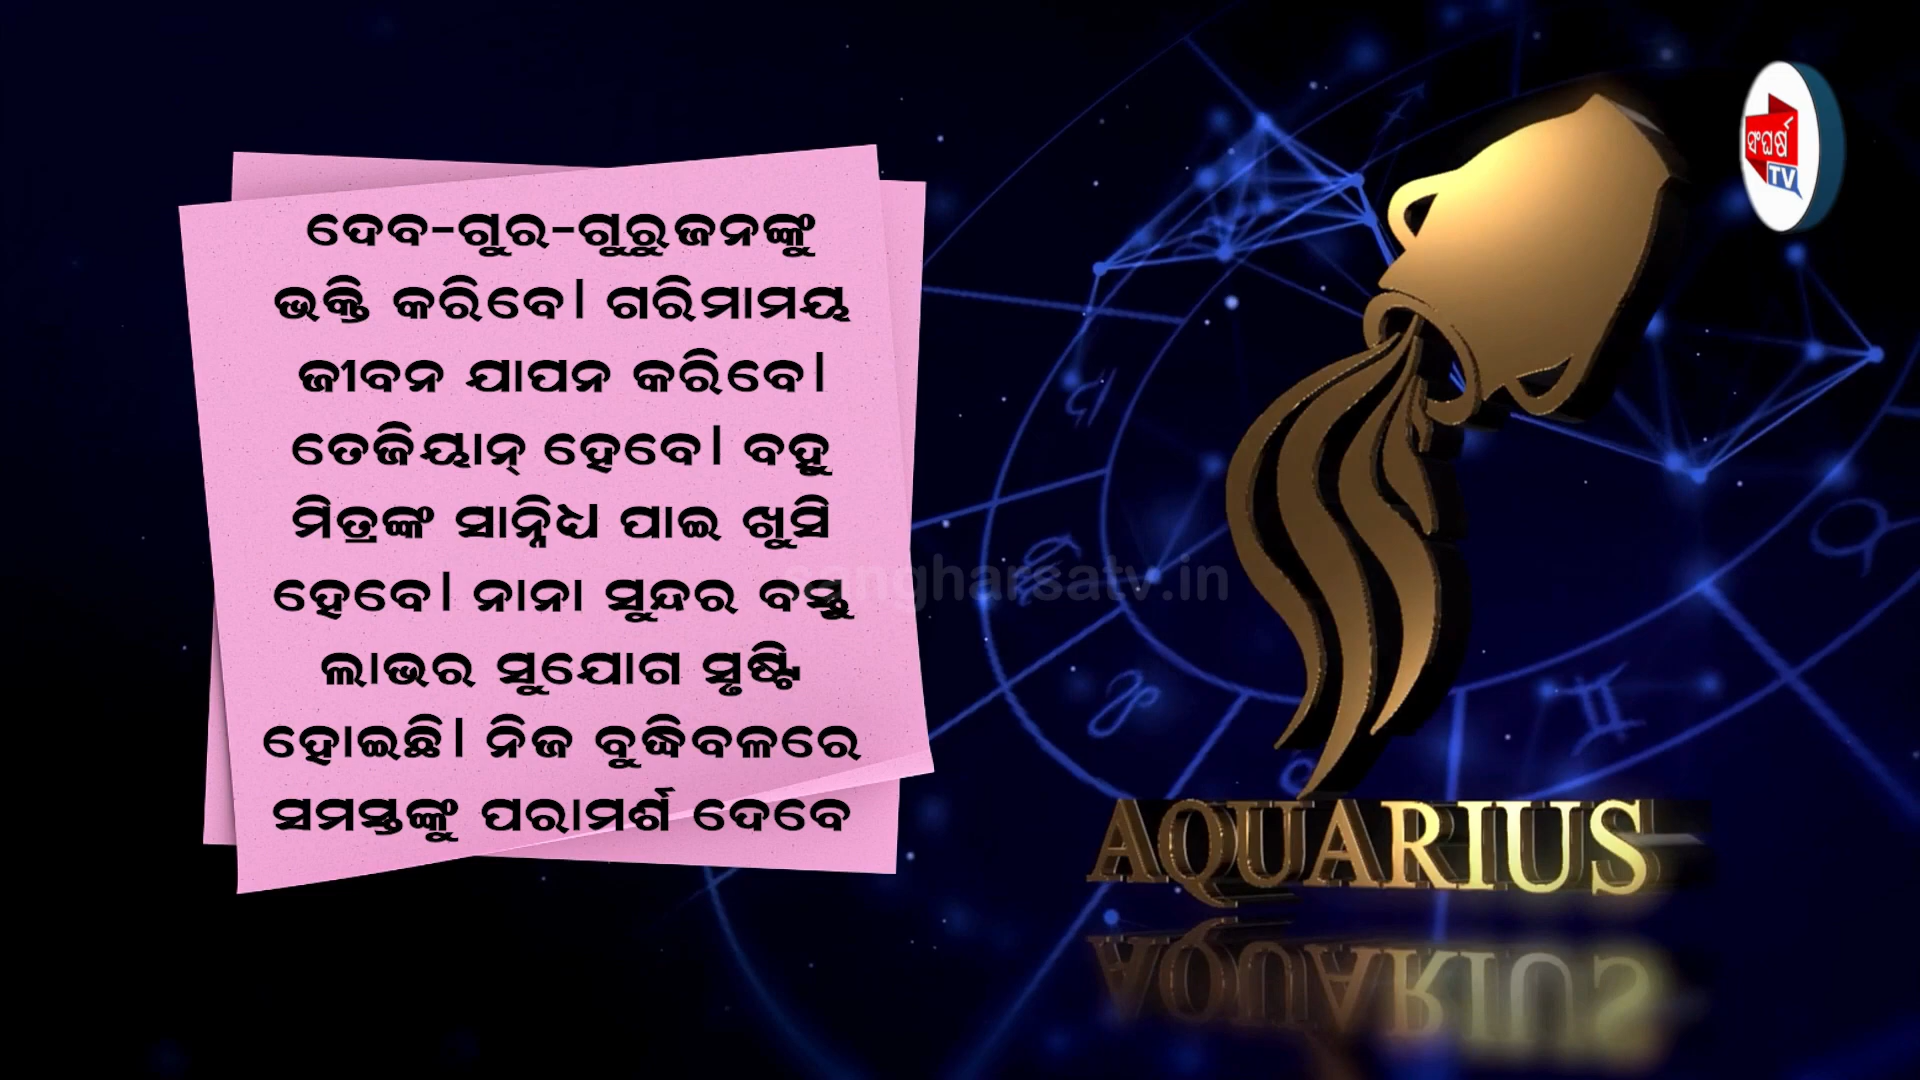 ଦେବ-ଗୁର-ଗୁରୁଜନଙ୍କୁ
ଭକ୍ତି କରିବେ। ଗରିମାମୟ
ଜୀବନ ଯାପନ କରିବେ।
ତେଜିୟାନ୍ ହେବେ। ବହୁ
ମିତ୍ରଙ୍କ ସାନ୍ନିଧ୍ୟ ପାଇ ଖୁସି
ହେବେ। ନାନା ସୁନ୍ଦର ବସ୍ତୁ
ଲାଭର ସୁଯୋଗ ସୃଷ୍ଟି
ହୋଇଛି। ନିଜ ବୁଦ୍ଧିବଳରେ
ସମସ୍ତଙ୍କୁ ପରାମର୍ଶ ଦେବେ
ସଂଘର୍ଷ
TV
sangharsatv.in
AQUARIUS